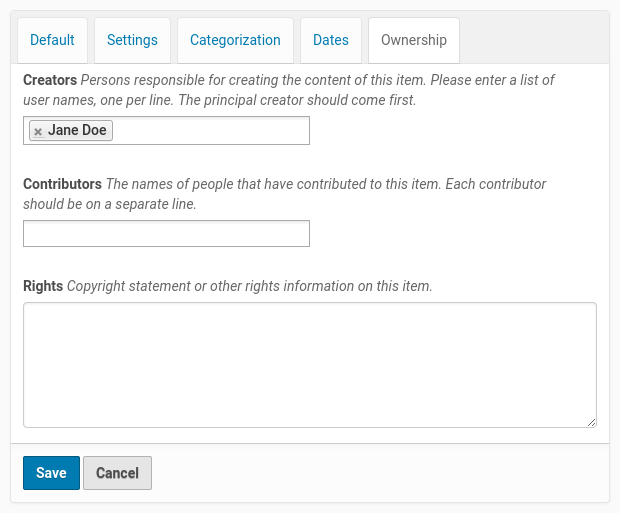 Default Settings Categorization Dates Ownership
Creators Persons responsible for creating the content of this item. Please enter a list of
user names, one per line. The principal creator should come first.
× Jane Doe
Contributors The names of people that have contributed to this item. Each contributor
should be on a separate line.
Rights Copyright statement or other rights information on this item.
Save Cancel